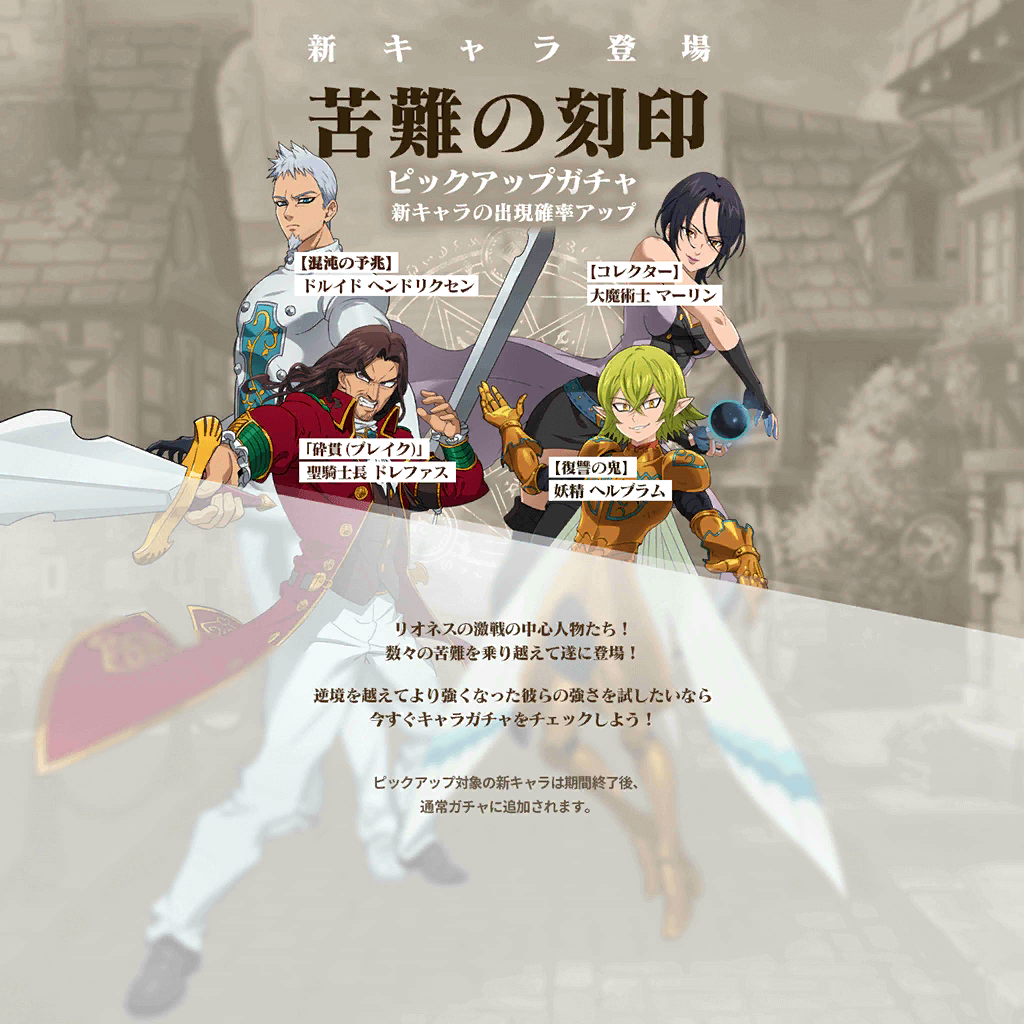 新キャラ登場
苦難の刻印
ピックアップガチャ
新キャラの出現確率アップ
【混沌の予兆】
ドルイド ヘンドリクセン
【コレクター】
大魔術士 マーリン
「砕貫(ブレイク)」
聖騎士長 ドレファス
【復讐の鬼】
妖精 ヘルブラム
リオネスの激戦の中心人物たち！
数々の苦難を乗り越えて遂に登場！
逆境を越えてより強くなった彼らの強さを試したいなら
今すぐキャラガチャをチェックしよう！
ピックアップ対象の新キャラは期間終了後、
通常ガチャに追加されます。